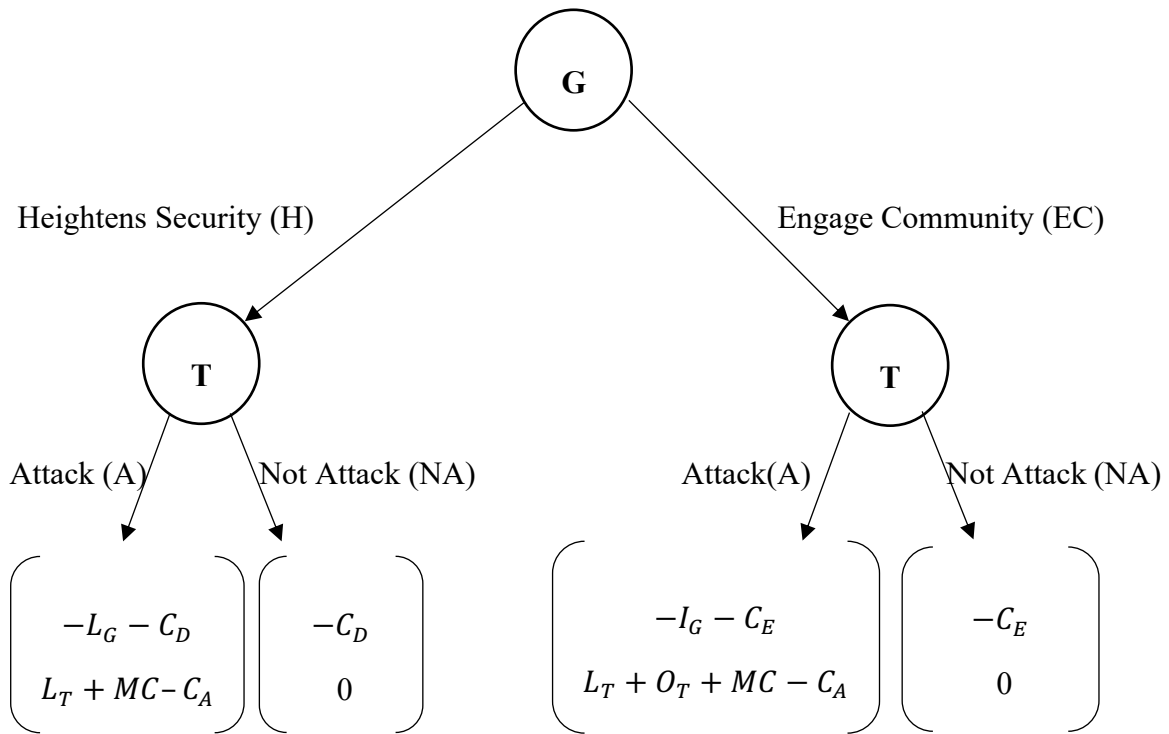 G
Heightens Security (H)
Engage Community (EC)
T
T
Attack (A)
Not Attack (NA)
Attack(A)
Not Attack (NA)
−L_G − C_D
L_T + MC – C_A
−C_D
0
−I_G − C_E
L_T + O_T + MC − C_A
−C_E
0